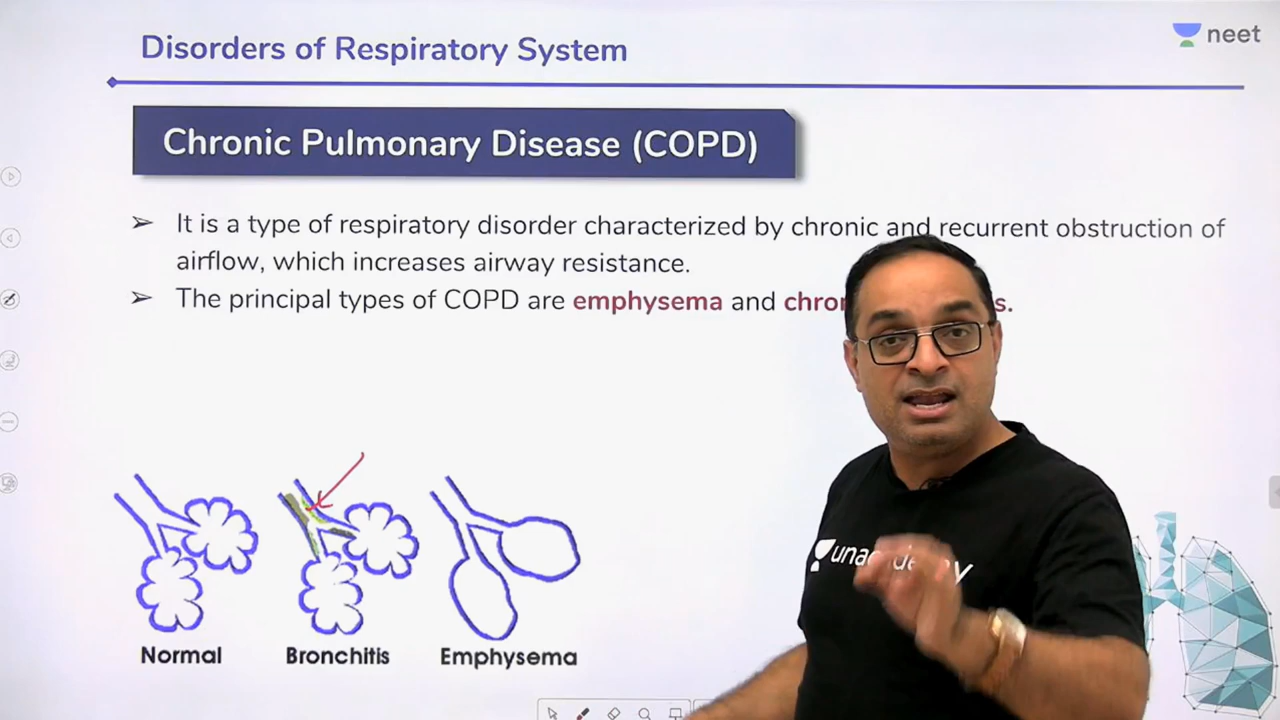 Disorders of Respiratory System
neet
Chronic Pulmonary Disease (COPD)
➢ It is a type of respiratory disorder characterized by chronic and recurrent obstruction of
airflow, which increases airway resistance.
➢ The principal types of COPD are emphysema and
Normal
Bronchitis
Emphysema